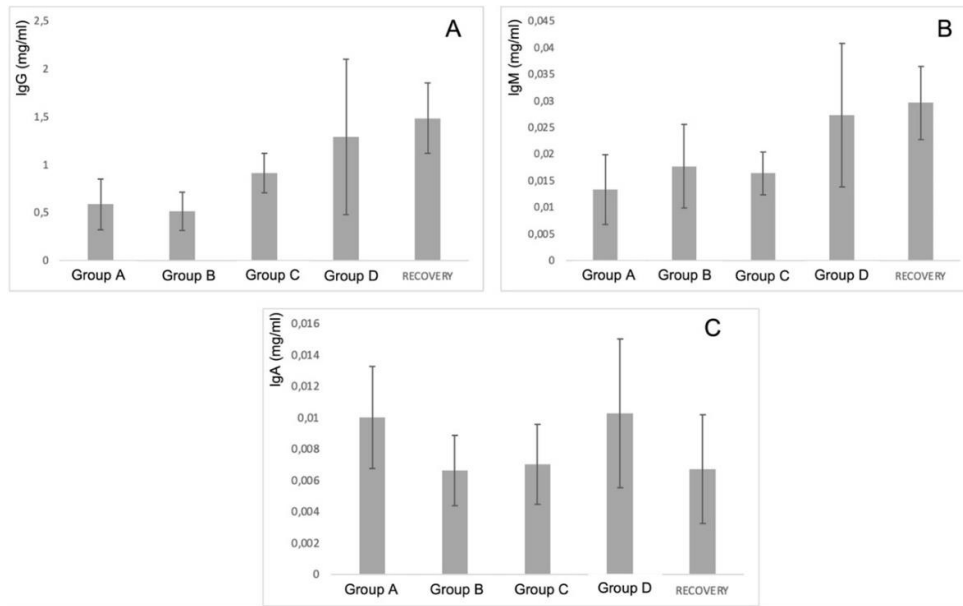 A
IgG (mg/ml)
2,5
2
1,5
1
0,5
0
Group A Group B Group C Group D RECOVERY
B
IgM (mg/ml)
0,045
0,04
0,035
0,03
0,025
0,02
0,015
0,01
0,005
0
Group A Group B Group C Group D RECOVERY
C
IgA (mg/ml)
0,016
0,014
0,012
0,01
0,008
0,006
0,004
0,002
0
Group A Group B Group C Group D RECOVERY